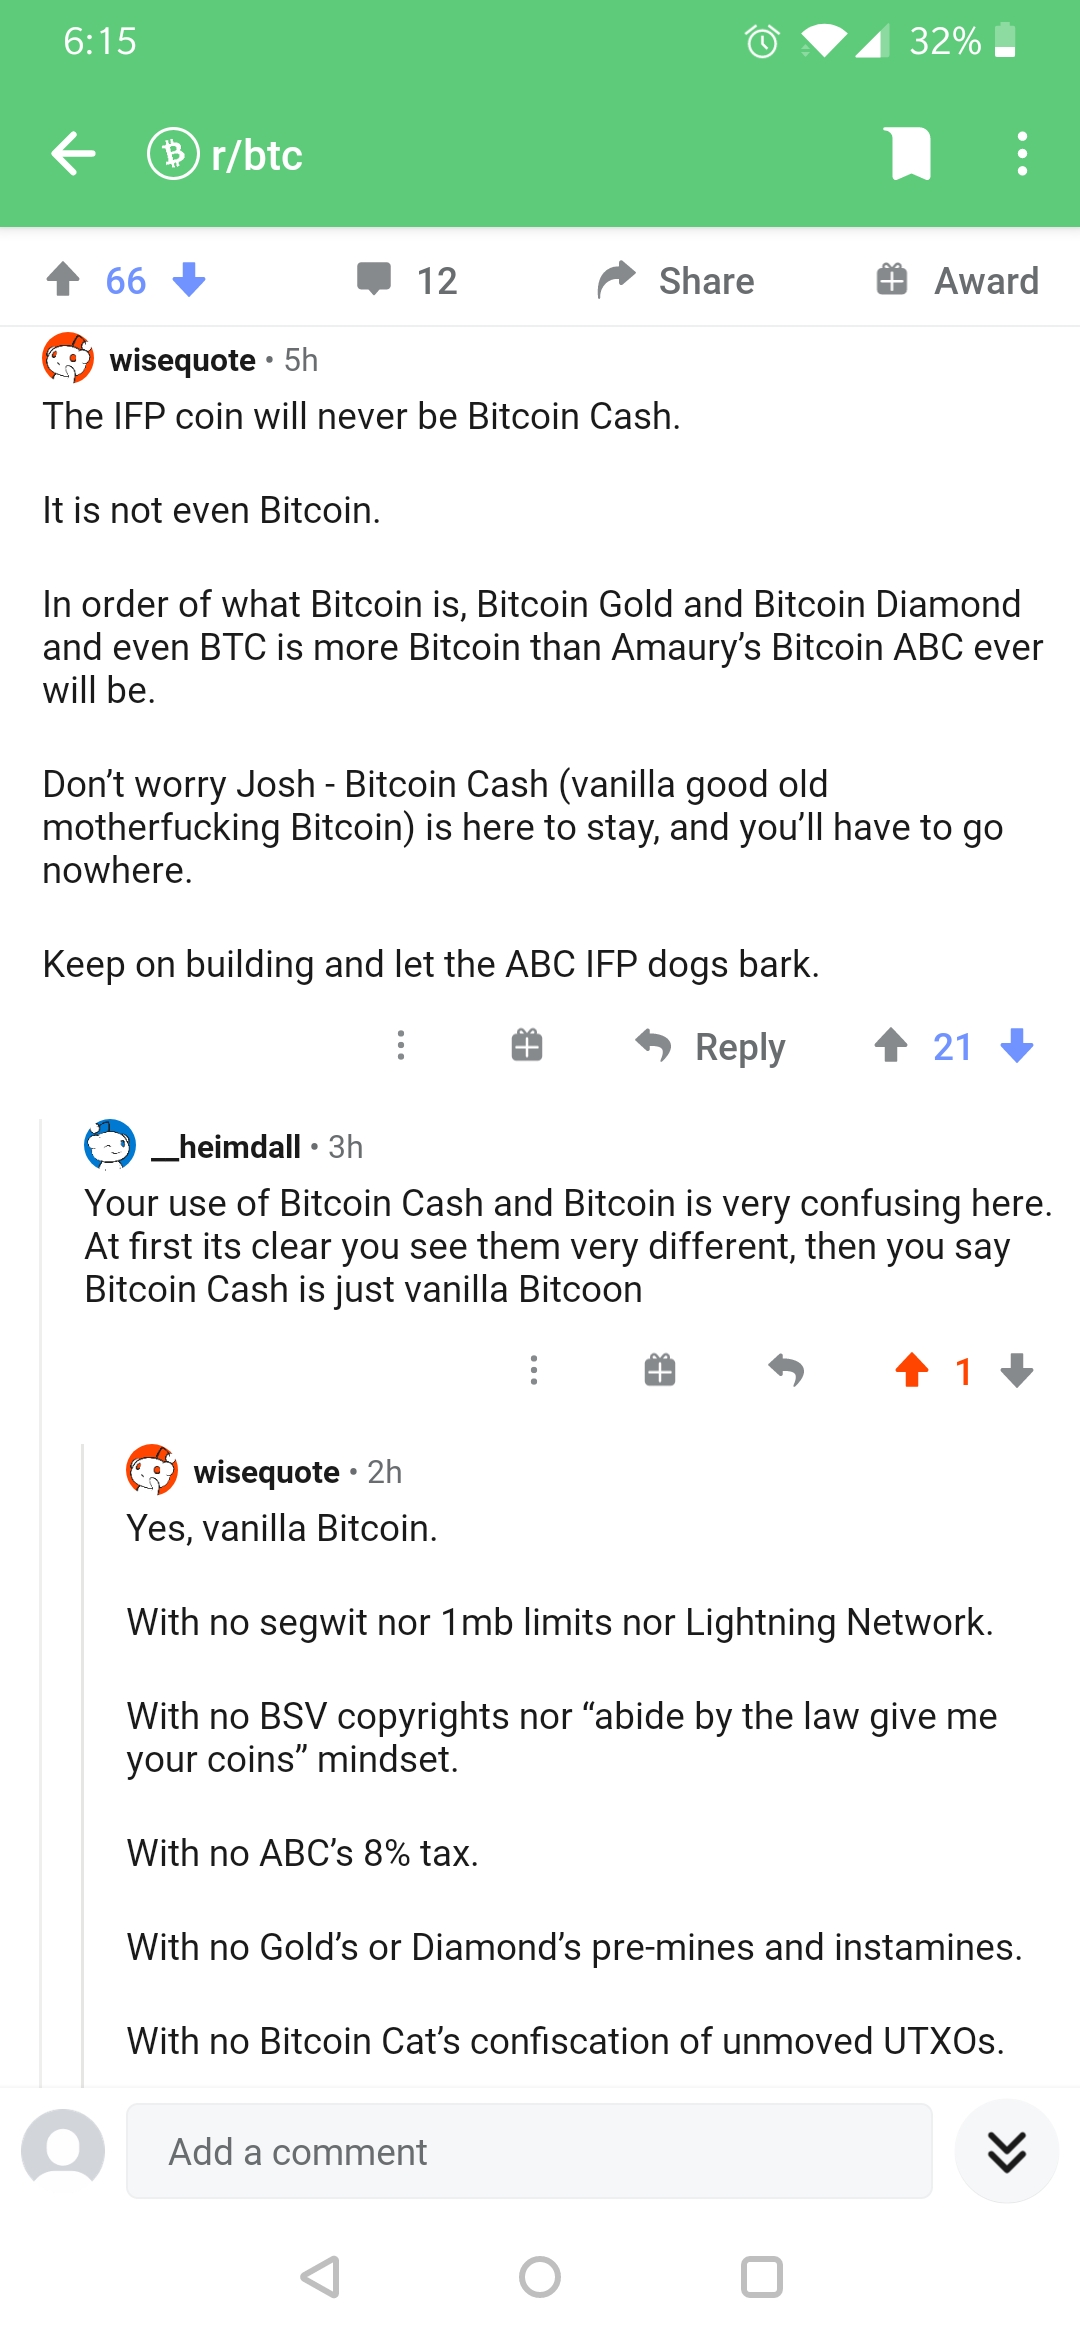 6:15
32%
r/btc
66
12
Share
Award
wisequote • 5h
The IFP coin will never be Bitcoin Cash.
It is not even Bitcoin.
In order of what Bitcoin is, Bitcoin Gold and Bitcoin Diamond
and even BTC is more Bitcoin than Amaury’s Bitcoin ABC ever
will be.
Don’t worry Josh - Bitcoin Cash (vanilla good old
motherfucking Bitcoin) is here to stay, and you’ll have to go
nowhere.
Keep on building and let the ABC IFP dogs bark.
Reply
21
__heimdall • 3h
Your use of Bitcoin Cash and Bitcoin is very confusing here.
At first its clear you see them very different, then you say
Bitcoin Cash is just vanilla Bitcoon
1
wisequote • 2h
Yes, vanilla Bitcoin.
With no segwit nor 1mb limits nor Lightning Network.
With no BSV copyrights nor “abide by the law give me
your coins” mindset.
With no ABC’s 8% tax.
With no Gold’s or Diamond’s pre-mines and instamines.
With no Bitcoin Cat’s confiscation of unmoved UTXOs.
Add a comment